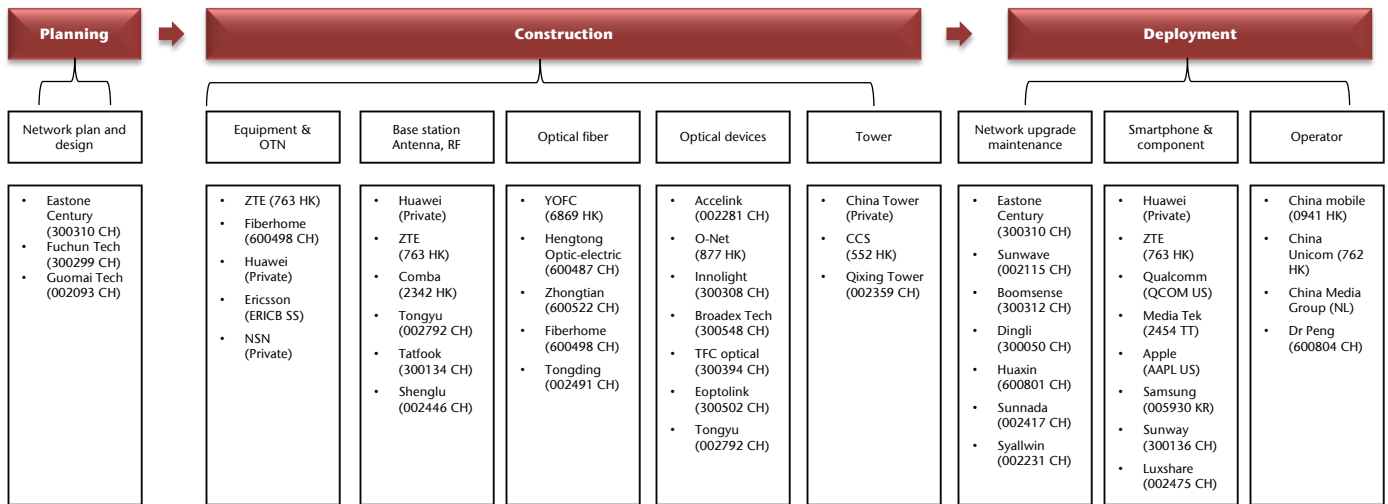 Planning
Construction
Deployment
Network plan and
design
Equipment &
OTN
Base station
Antenna, RF
Optical fiber
Optical devices
Tower
Network upgrade
maintenance
Smartphone &
component
Operator
• Eastone
Century
(300310 CH)
• Fuchun Tech
(300299 CH)
• Guomai Tech
(002093 CH)
• ZTE (763 HK)
• Fiberhome
(600498 CH)
• Huawei
(Private)
• Ericsson
(ERICB SS)
• NSN
(Private)
• Huawei
(Private)
• ZTE
(763 HK)
• Comba
(2342 HK)
• Tongyu
(002792 CH)
• Tatfook
(300134 CH)
• Shenglu
(002446 CH)
• YOFC
(6869 HK)
• Hengtong
Optic-electric
(600487 CH)
• Zhongtian
(600522 CH)
• Fiberhome
(600498 CH)
• Tongding
(002491 CH)
• Accelink
(002281 CH)
• O-Net
(877 HK)
• Innolight
(300308 CH)
• Broadex Tech
(300548 CH)
• TFC optical
(300394 CH)
• Eoptolink
(300502 CH)
• Tongyu
(002792 CH)
• China Tower
(Private)
• CCS
(552 HK)
• Qixing Tower
(002359 CH)
• Eastone
Century
(300310 CH)
• Sunwave
(002115 CH)
• Boomsense
(300312 CH)
• Dingli
(300050 CH)
• Huaxin
(600801 CH)
• Sunnada
(002417 CH)
• Syallwin
(002231 CH)
• Huawei
(Private)
• ZTE
(763 HK)
• Qualcomm
(QCOM US)
• Media Tek
(2454 TT)
• Apple
(AAPL US)
• Samsung
(005930 KR)
• Sunway
(300136 CH)
• Luxshare
(002475 CH)
• China mobile
(0941 HK)
• China
Unicom (762
HK)
• China Media
Group (NL)
• Dr Peng
(600804 CH)